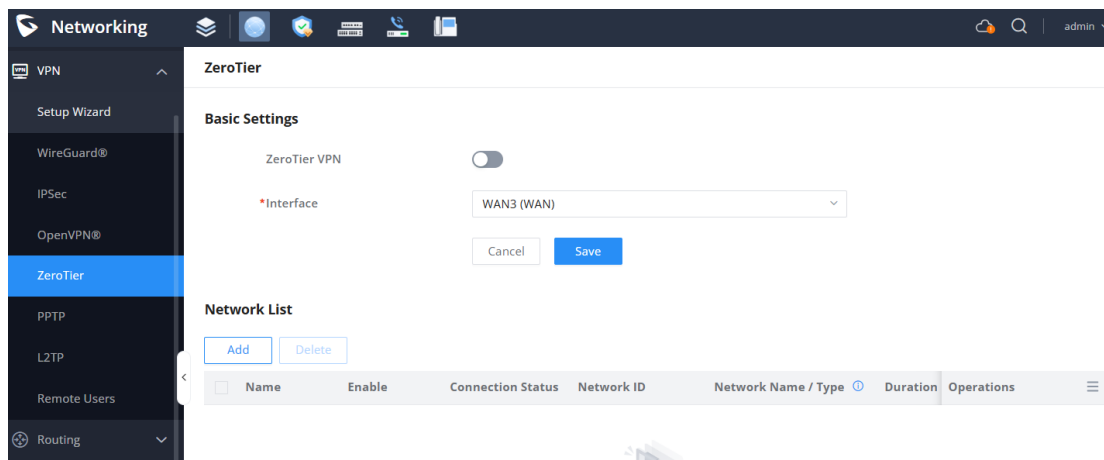 Networking
admin
VPN
VPN
Setup Wizard
WireGuard®
IPSec
OpenVPN®
ZeroTier
PPTP
L2TP
Remote Users
Routing
ZeroTier
Basic Settings
ZeroTier VPN
*Interface
WAN3 (WAN)
Cancel
Save
Network List
Add
Delete
Name
Enable
Connection Status
Network ID
Network Name / Type
Duration
Operations